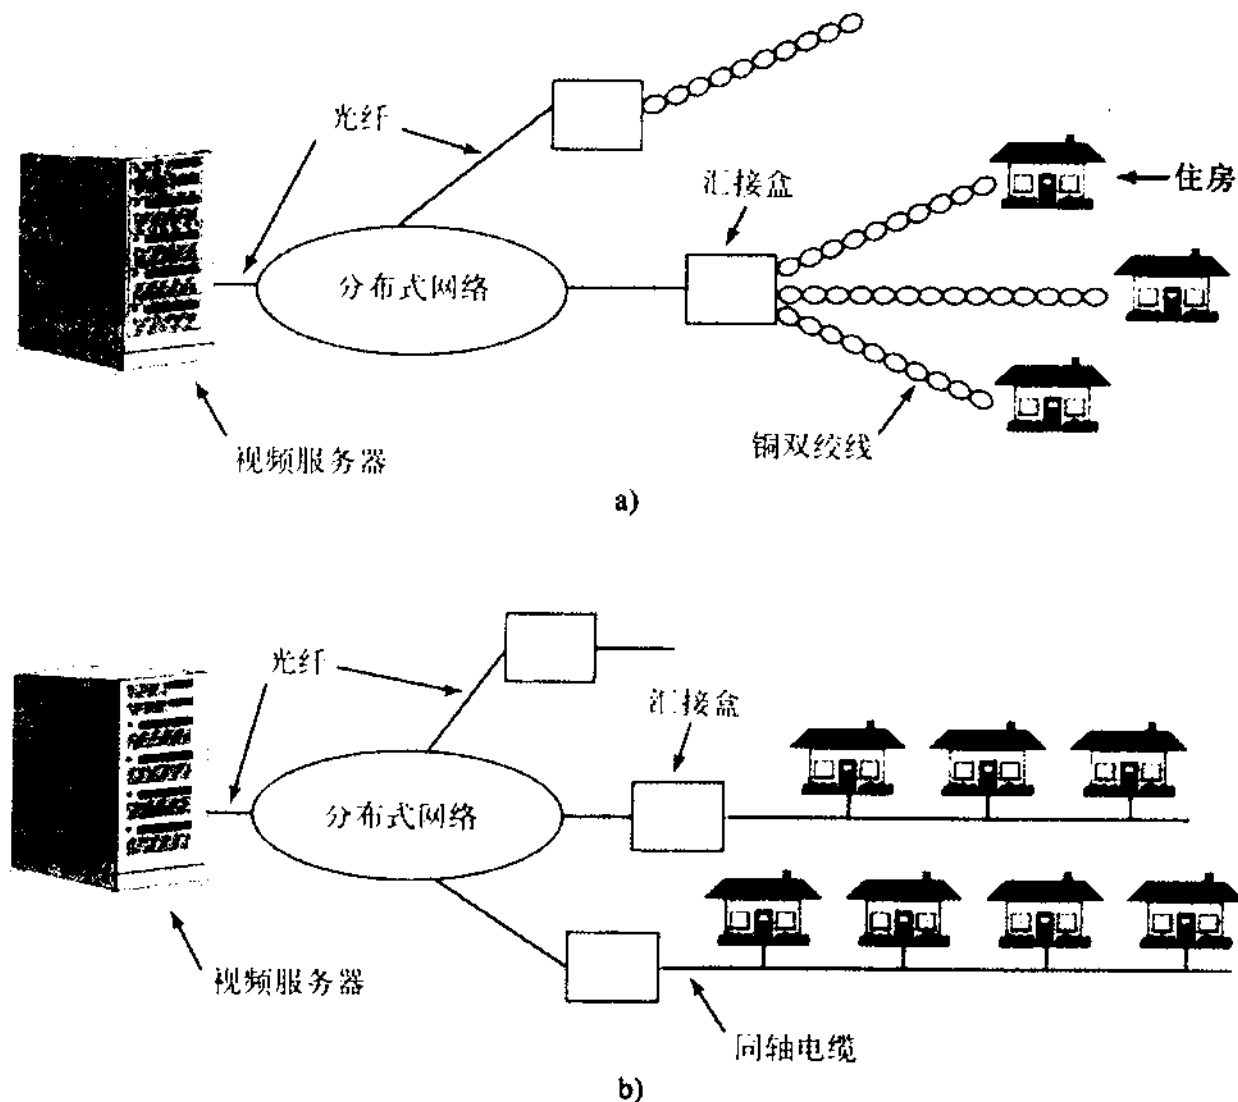 光纤
汇接盒
住房
分布式网络
铜双绞线
视频服务器
a)
光纤
汇接盒
分布式网络
视频服务器
同轴电缆
b)